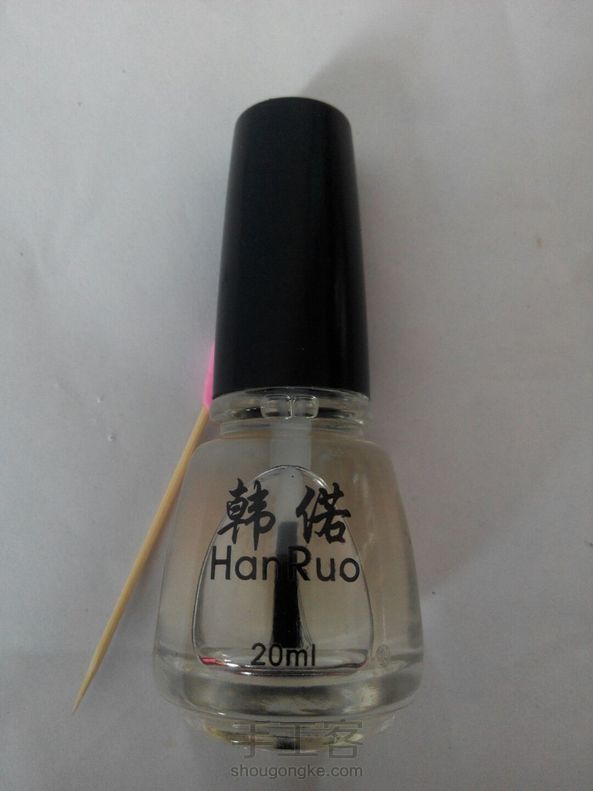 韩偌
HanRuo
20ml
手工客
shougongke.com